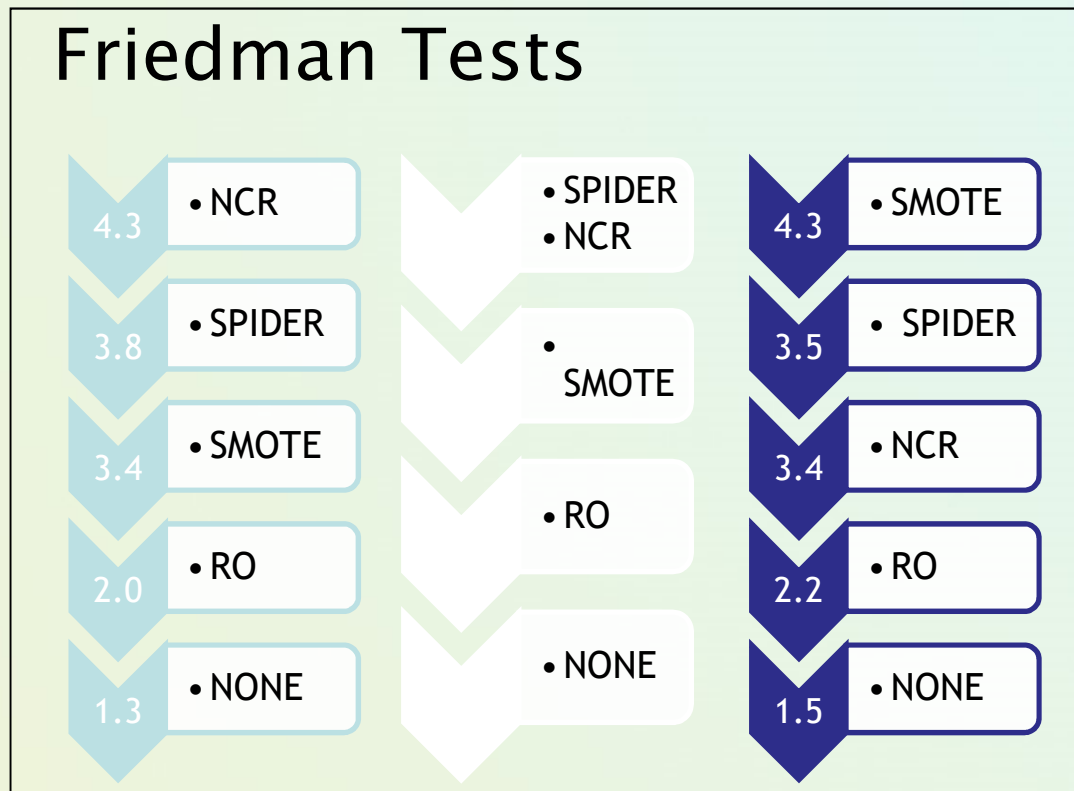 Friedman Tests
4.3
• NCR
3.8
• SPIDER
3.4
• SMOTE
2.0
• RO
1.3
• NONE
• SPIDER
• NCR
•
SMOTE
• RO
• NONE
4.3
• SMOTE
3.5
• SPIDER
3.4
• NCR
2.2
• RO
1.5
• NONE